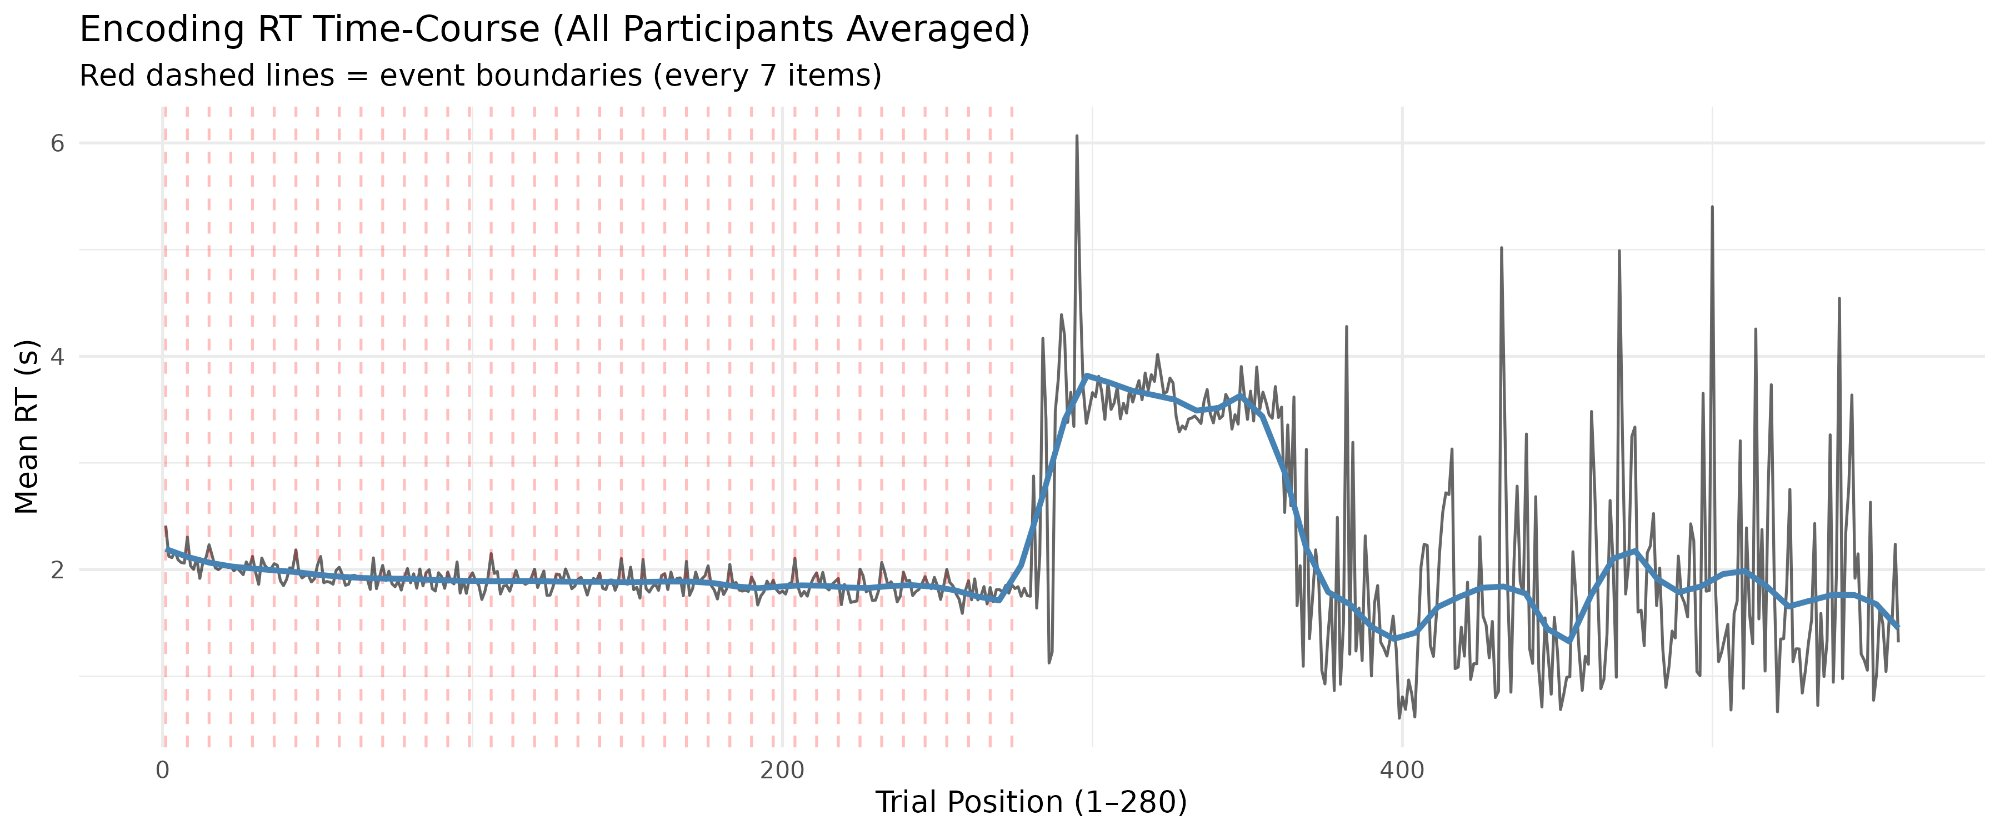 Encoding RT Time-Course (All Participants Averaged)
Red dashed lines = event boundaries (every 7 items)
6
4
2
Mean RT (s)
0
200
400
Trial Position (1–280)